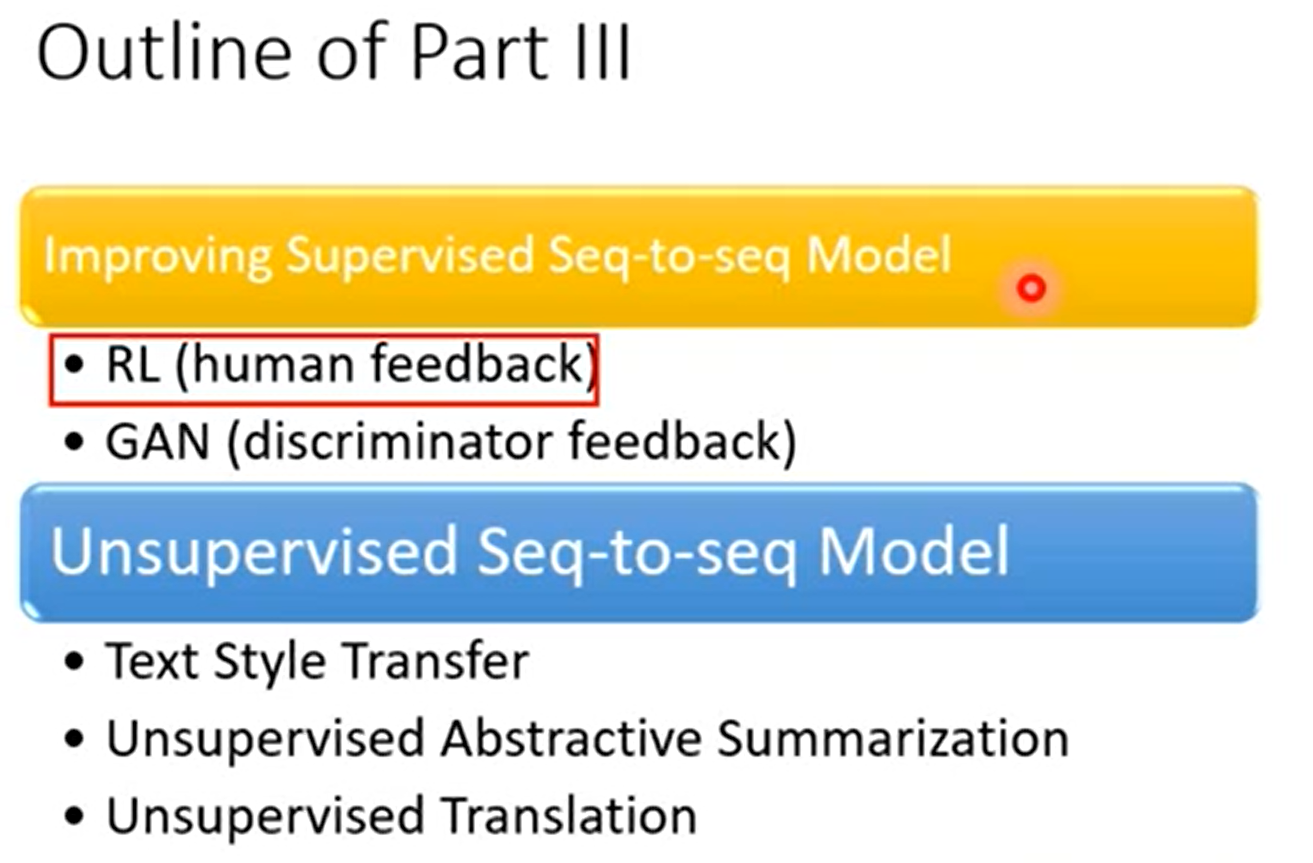 Outline of Part III
Improving Supervised Seq-to-seq Model
• RL (human feedback)
• GAN (discriminator feedback)
Unsupervised Seq-to-seq Model
• Text Style Transfer
• Unsupervised Abstractive Summarization
• Unsupervised Translation